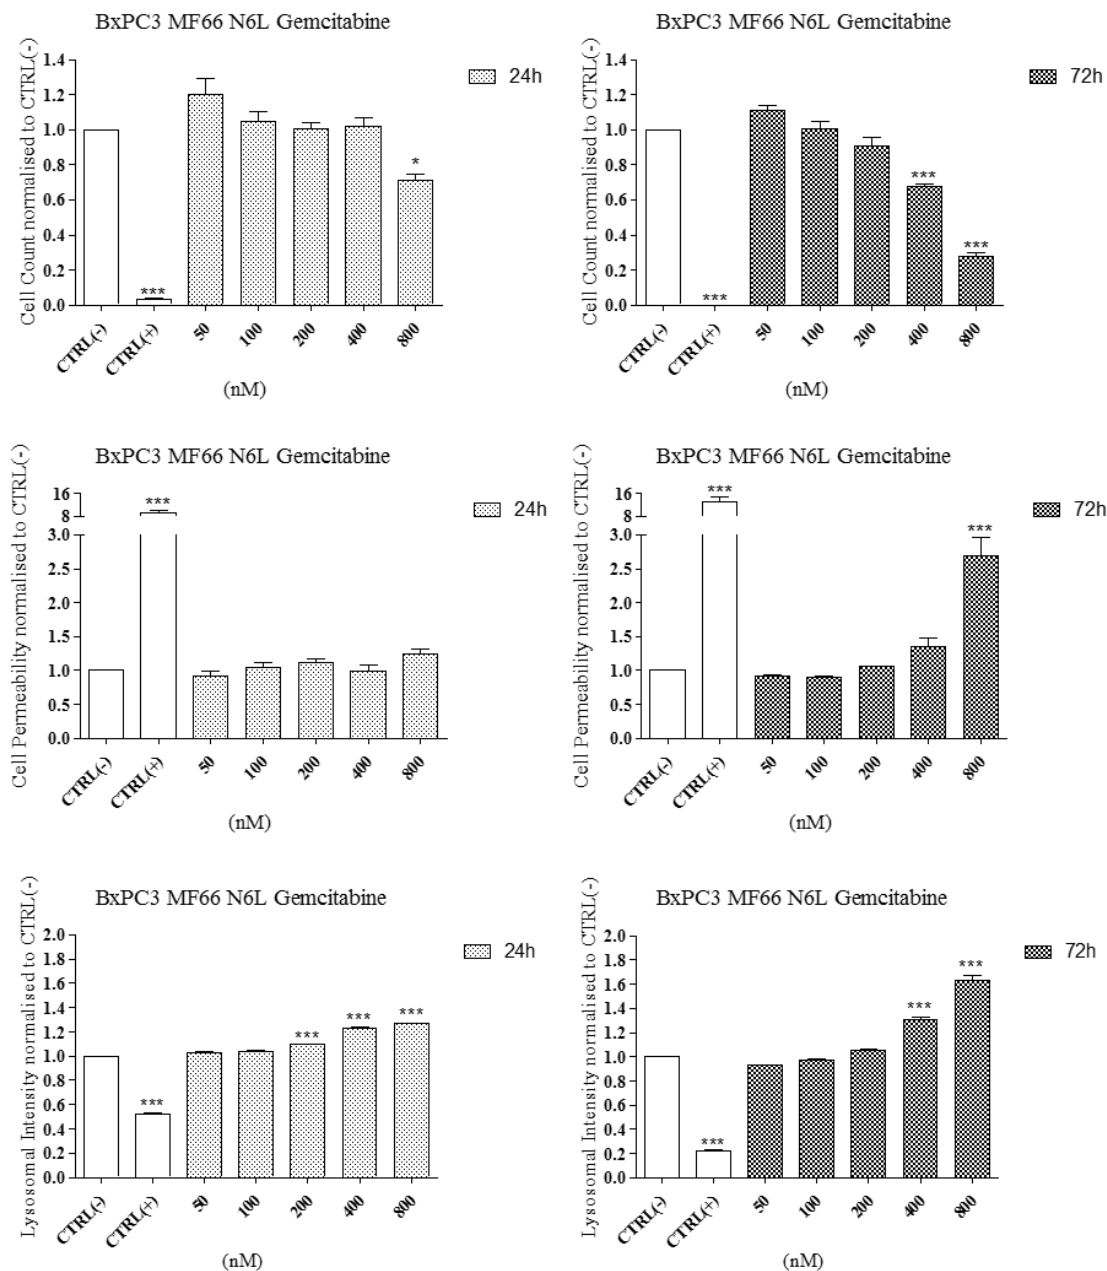 BxPC3 MF66 N6L Gemcitabine
Cell Count normalised to CTRL(-)
1.4
1.2
1.0
0.8
0.6
0.4
0.2
0.0
***
*
24h
CTRL(-) CTRL(+) 50 100 200 400 800
(nM)
BxPC3 MF66 N6L Gemcitabine
Cell Count normalised to CTRL(-)
1.4
1.2
1.0
0.8
0.6
0.4
0.2
0.0
***
***
***
72h
CTRL(-) CTRL(+) 50 100 200 400 800
(nM)
BxPC3 MF66 N6L Gemcitabine
Cell Permeability normalised to CTRL(-)
16
8
3.0
2.5
2.0
1.5
1.0
0.5
0.0
***
24h
CTRL(-) CTRL(+) 50 100 200 400 800
(nM)
BxPC3 MF66 N6L Gemcitabine
Cell Permeability normalised to CTRL(-)
16
8
3.0
2.5
2.0
1.5
1.0
0.5
0.0
***
***
72h
CTRL(-) CTRL(+) 50 100 200 400 800
(nM)
BxPC3 MF66 N6L Gemcitabine
Lysosomal Intensity normalised to CTRL(-)
2.0
1.8
1.6
1.4
1.2
1.0
0.8
0.6
0.4
0.2
0.0
***
***
***
***
24h
CTRL(-) CTRL(+) 50 100 200 400 800
(nM)
BxPC3 MF66 N6L Gemcitabine
Lysosomal Intensity normalised to CTRL(-)
2.0
1.8
1.6
1.4
1.2
1.0
0.8
0.6
0.4
0.2
0.0
***
***
***
72h
CTRL(-) CTRL(+) 50 100 200 400 800
(nM)